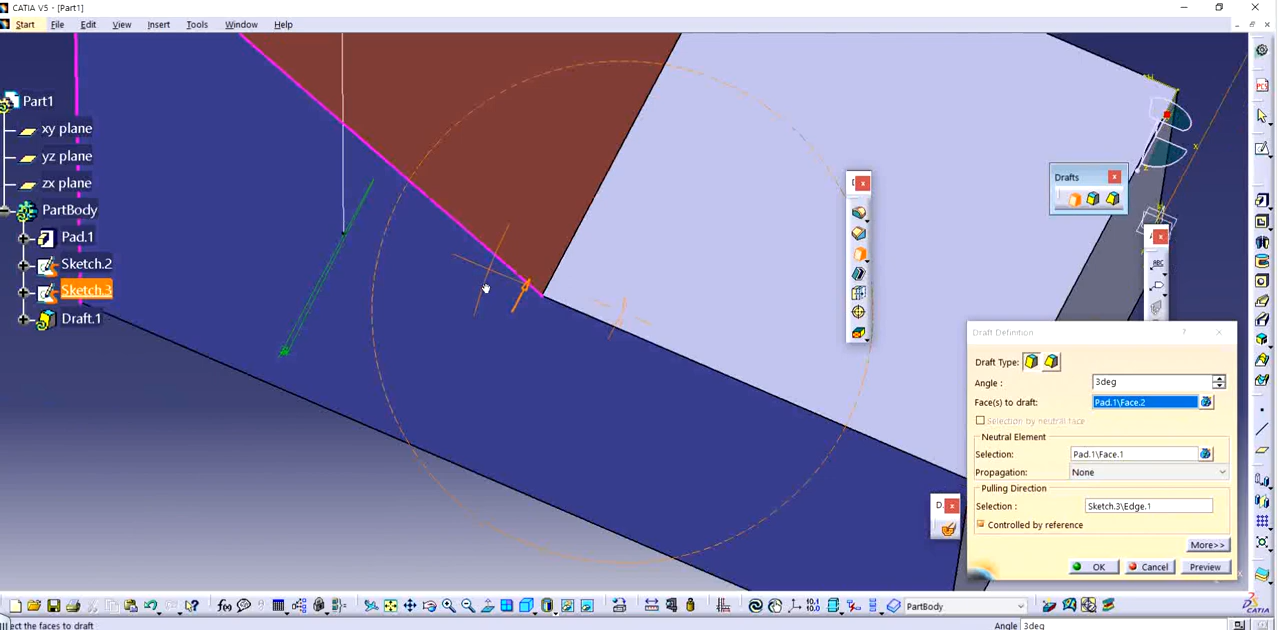 CATIA V5 - [Part1]
Start File Edit View Insert Tools Window Help
Part1
xy plane
yz plane
zx plane
PartBody
Pad.1
Sketch.2
Sketch.3
Draft.1
Drafts
x
D.
Draft Definition
Draft Type:
Angle : 3deg
Face(s) to draft: Pad.1\Face.2
Selection by neutral face
Neutral Element
Selection: Pad.1\Face.1
Propagation: None
Pulling Direction
Selection : Sketch.3\Edge.1
Controlled by reference
More>>
OK Cancel Preview
PartBody
CATIA
ect the faces to draft
Angle 3deg